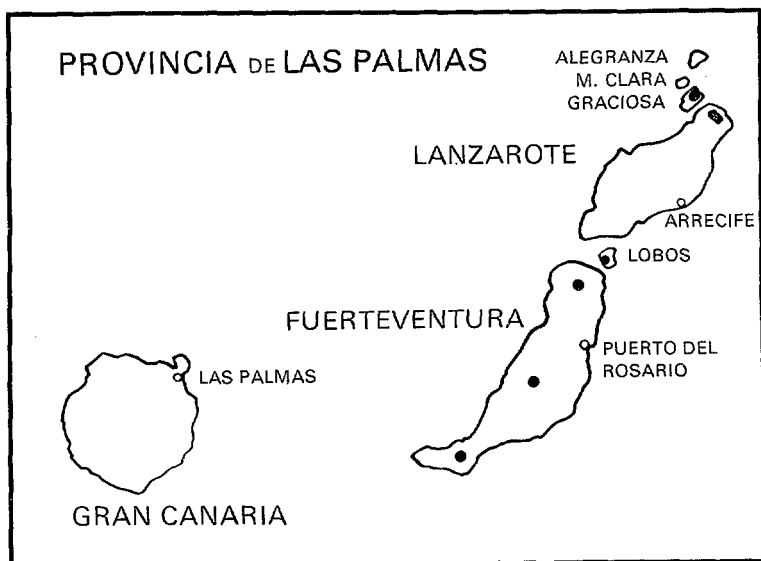 PROVINCIA DE LAS PALMAS
ALEGRANZA
M. CLARA
GRACIOSA
LANZAROTE
ARRECIFE
LOBOS
FUERTEVENTURA
PUERTO DEL
ROSARIO
LAS PALMAS
GRAN CANARIA